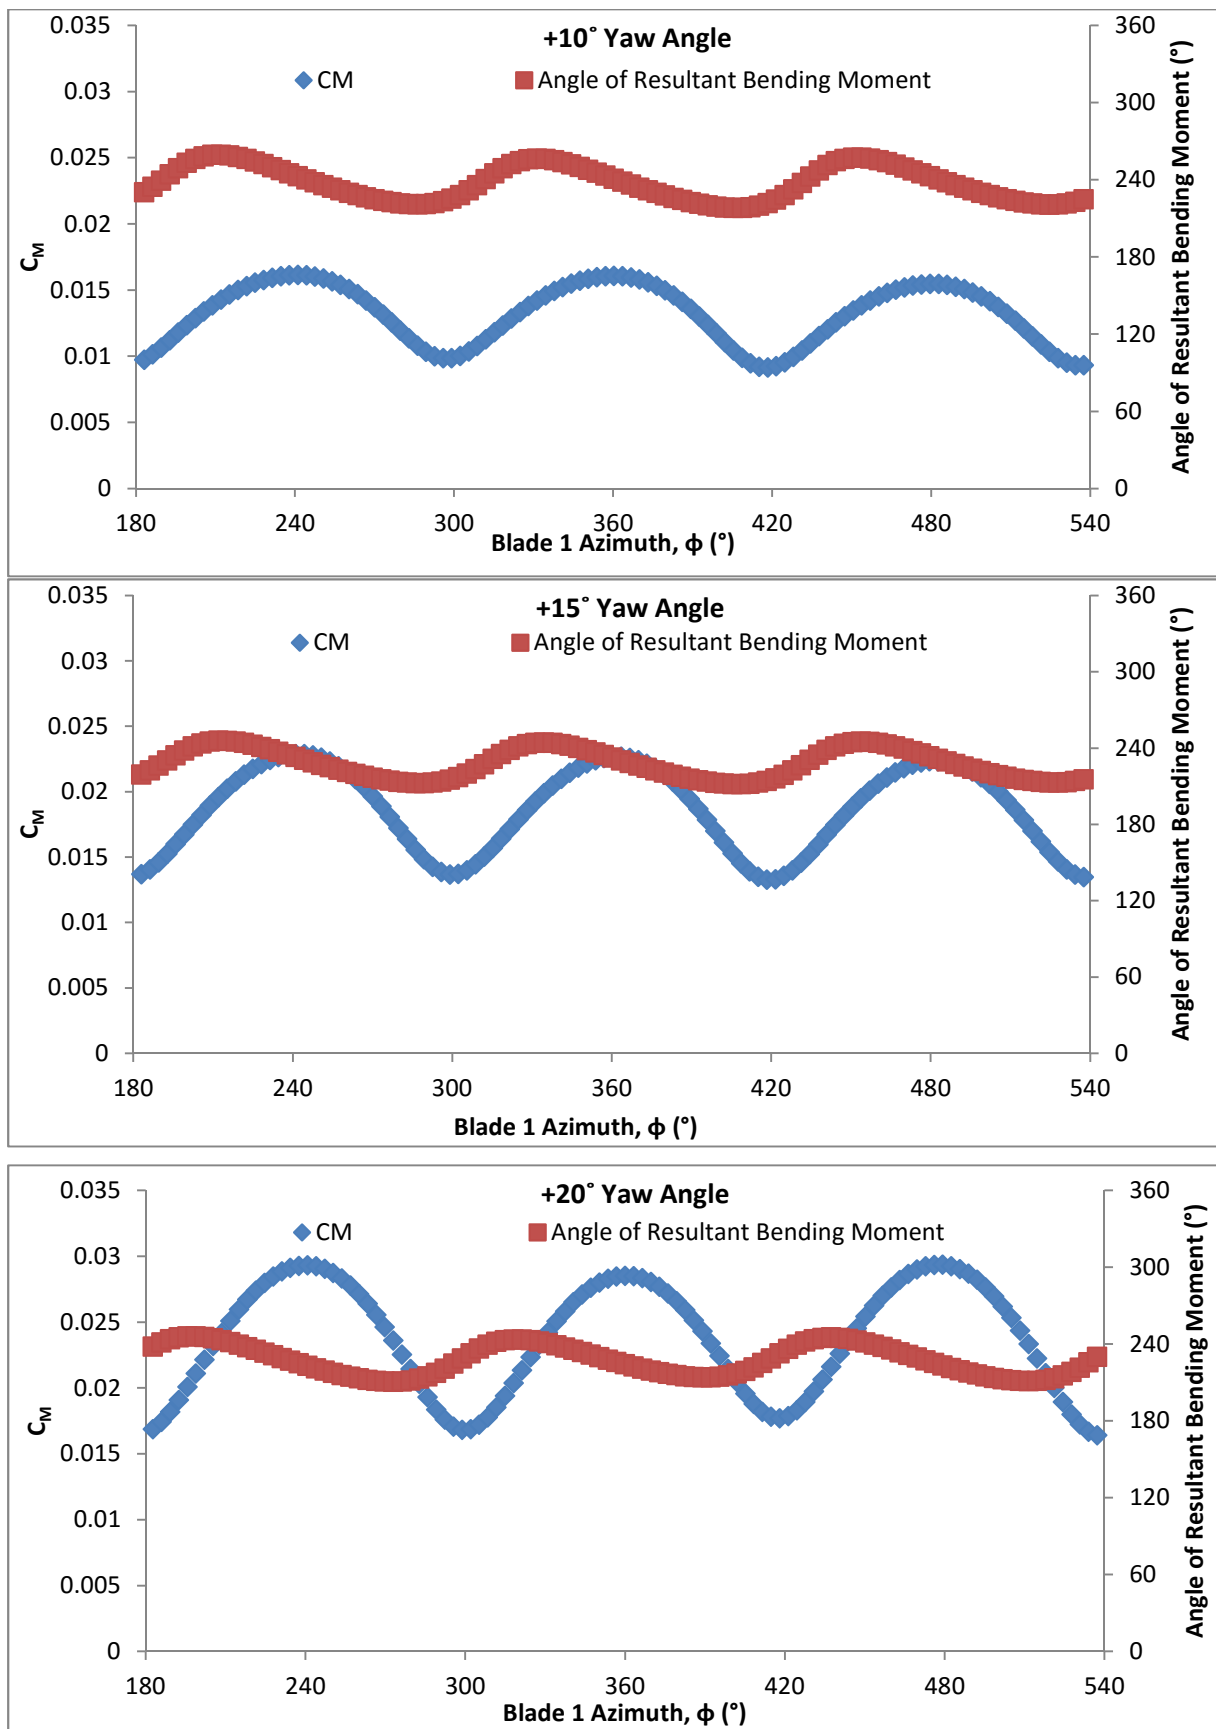 +10° Yaw Angle
CM
Angle of Resultant Bending Moment
0.035
0.03
0.025
0.02
0.015
0.01
0.005
0
CM
360
300
240
180
120
60
0
Angle of Resultant Bending Moment (°)
180 240 300 360 420 480 540
Blade 1 Azimuth, ϕ (°)
+15° Yaw Angle
CM
Angle of Resultant Bending Moment
0.035
0.03
0.025
0.02
0.015
0.01
0.005
0
CM
360
300
240
180
120
60
0
Angle of Resultant Bending Moment (°)
180 240 300 360 420 480 540
Blade 1 Azimuth, ϕ (°)
+20° Yaw Angle
CM
Angle of Resultant Bending Moment
0.035
0.03
0.025
0.02
0.015
0.01
0.005
0
CM
360
300
240
180
120
60
0
Angle of Resultant Bending Moment (°)
180 240 300 360 420 480 540
Blade 1 Azimuth, ϕ (°)